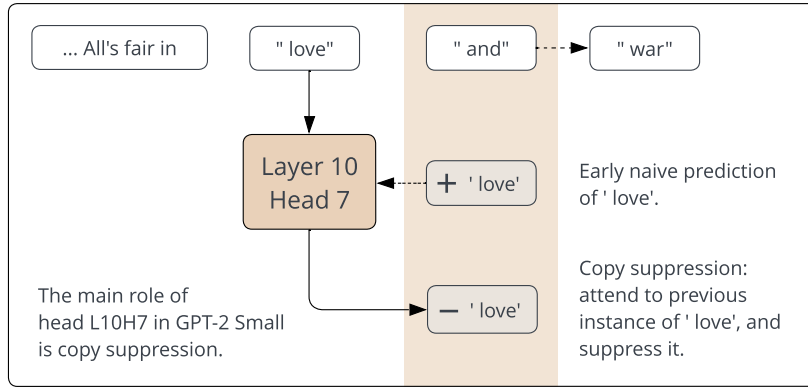 ... All's fair in
" love"
" and"
" war"
Layer 10
Head 7
+ ' love'
Early naive prediction
of ' love'.
− ' love'
Copy suppression:
attend to previous
instance of ' love', and
suppress it.
The main role of
head L10H7 in GPT-2 Small
is copy suppression.